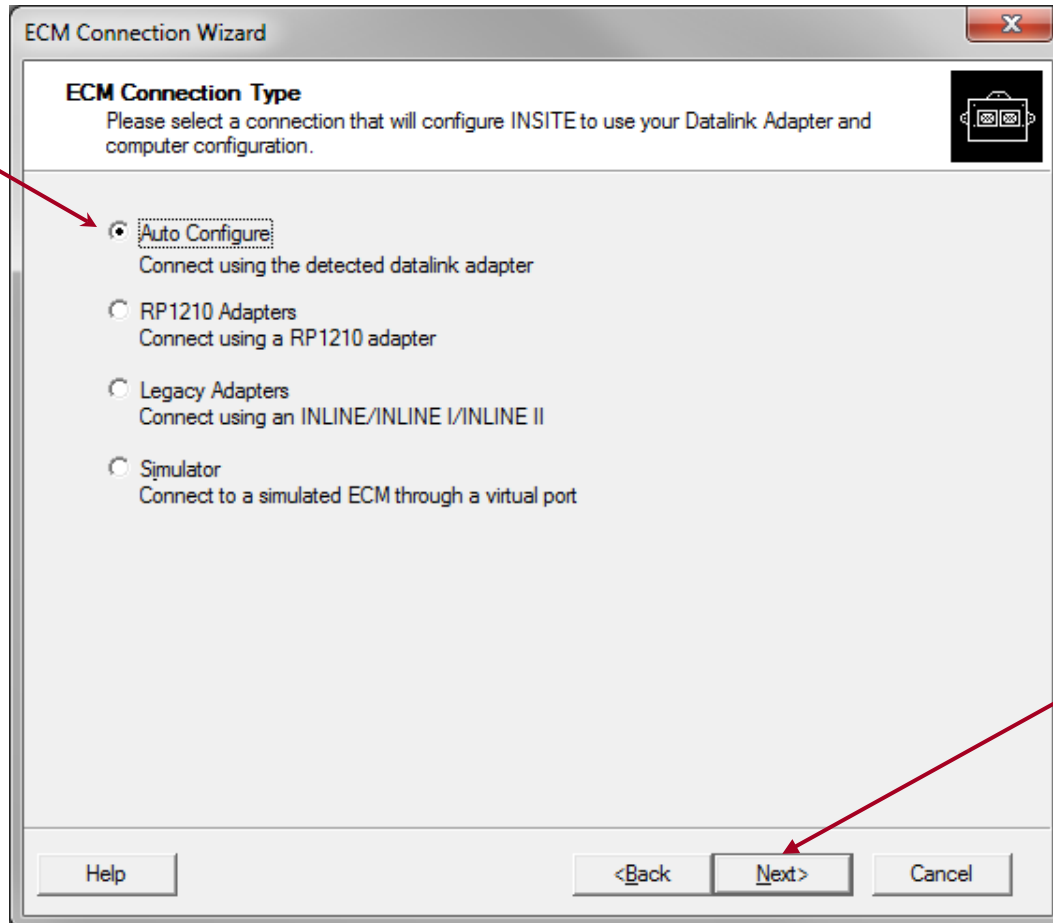 ECM Connection Wizard
ECM Connection Type
Please select a connection that will configure INSITE to use your Datalink Adapter and
computer configuration.
Auto Configure
Connect using the detected datalink adapter
RP1210 Adapters
Connect using a RP1210 adapter
Legacy Adapters
Connect using an INLINE/INLINE I/INLINE II
Simulator
Connect to a simulated ECM through a virtual port
Help
<Back
Next>
Cancel